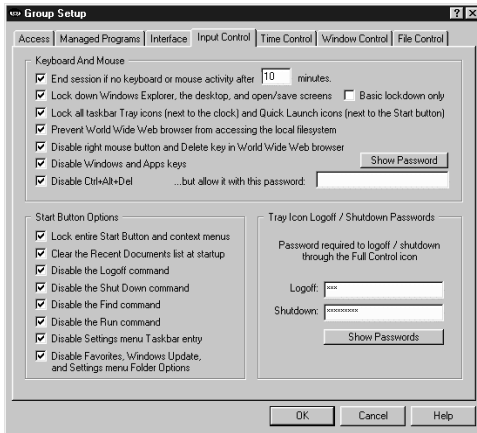 Group Setup
Access Managed Programs Interface Input Control Time Control Window Control File Control
Keyboard And Mouse
End session if no keyboard or mouse activity after 10 minutes.
Lock down Windows Explorer, the desktop, and open/save screens Basic lockdown only
Lock all taskbar Tray icons (next to the clock) and Quick Launch icons (next to the Start button)
Prevent World Wide Web browser from accessing the local filesystem
Disable right mouse button and Delete key in World Wide Web browser
Disable Windows and Apps keys Show Password
Disable Ctrl+Alt+Del ...but allow it with this password:
Start Button Options
Lock entire Start Button and context menus
Clear the Recent Documents list at startup
Disable the Logoff command
Disable the Shut Down command
Disable the Find command
Disable the Run command
Disable Settings menu Taskbar entry
Disable Favorites, Windows Update,
and Settings menu Folder Options
Tray Icon Logoff / Shutdown Passwords
Password required to logoff / shutdown
through the Full Control icon
Logoff: xxx
Shutdown: xxxxxxxxx
Show Passwords
OK Cancel Help